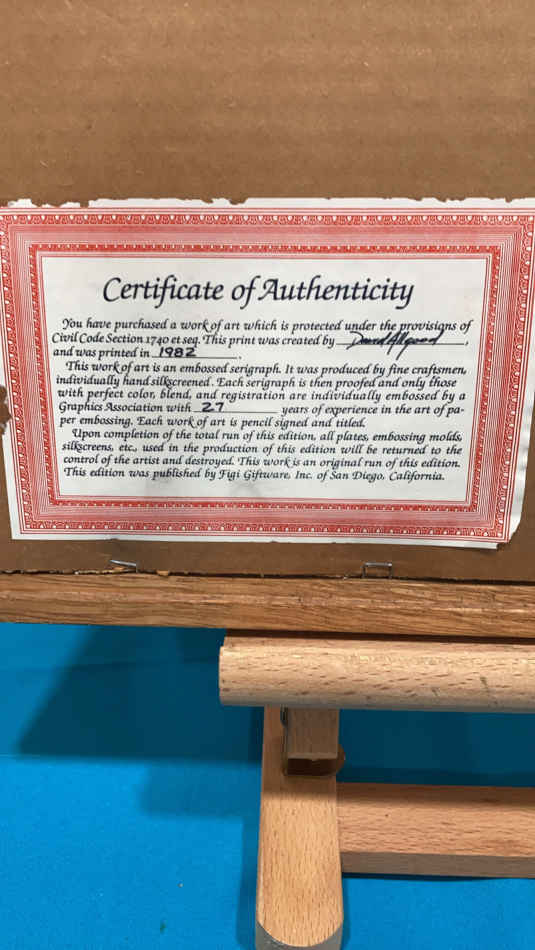 Certificate of Authenticity
You have purchased a work of art which is protected under the provisions of
Civil Code Section 1740 et seq. This print was created by David Allgood,
and was printed in 1982.
This work of art is an embossed serigraph. It was produced by fine craftsmen,
individually hand silkscreened. Each serigraph is then proofed and only those
with perfect color, blend, and registration are individually embossed by a
Graphics Association with 27 years of experience in the art of pa-
per embossing. Each work of art is pencil signed and titled.
Upon completion of the total run of this edition, all plates, embossing molds,
silkscreens, etc., used in the production of this edition will be returned to the
control of the artist and destroyed. This work is an original run of this edition.
This edition was published by Figi Giftware, Inc. of San Diego, California.